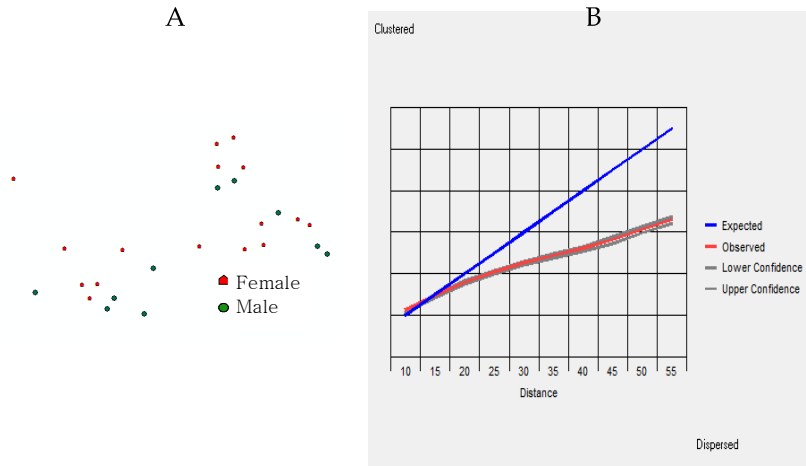 A
Female
Male
B
Clustered
Expected
Observed
Lower Confidence
Upper Confidence
10 15 20 25 30 35 40 45 50 55
Distance
Dispersed